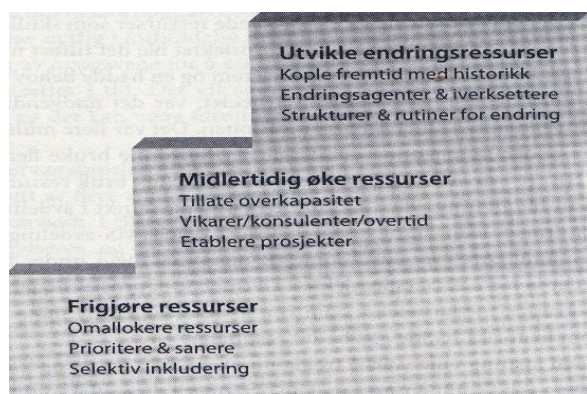 Utvikle endringsressurser
Kople fremtid med historikk
Endringsagenter & iverksettere
Strukturer & rutiner for endring
Midlertidig øke ressurser
Tillate overkapasitet
Vikarer/konsulenter/overtid
Etablere prosjekter
Frigjøre ressurser
Omallokere ressurser
Prioritere & sanere
Selektiv inkludering